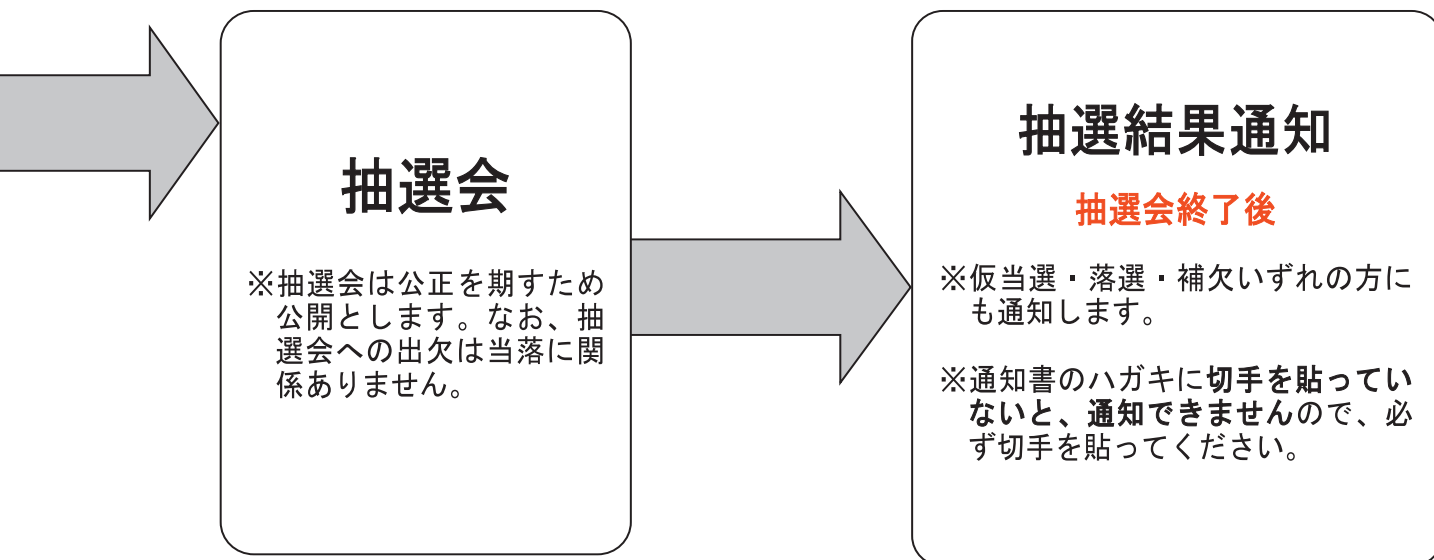 抽選会
※抽選会は公正を期すため
公開とします。なお、抽
選会への出欠は当落に関
係ありません。
抽選結果通知
抽選会終了後
※仮当選・落選・補欠いずれの方に
も通知します。
※通知書のハガキに切手を貼ってい
ないと、通知できませんので、必
ず切手を貼ってください。